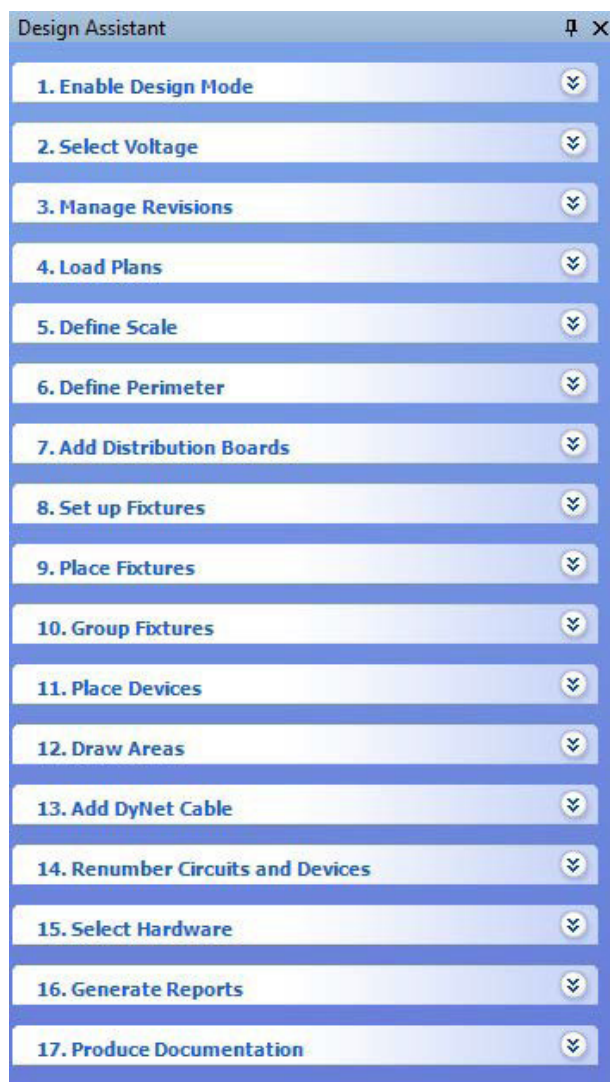 Design Assistant
1. Enable Design Mode
2. Select Voltage
3. Manage Revisions
4. Load Plans
5. Define Scale
6. Define Perimeter
7. Add Distribution Boards
8. Set up Fixtures
9. Place Fixtures
10. Group Fixtures
11. Place Devices
12. Draw Areas
13. Add DyNet Cable
14. Renumber Circuits and Devices
15. Select Hardware
16. Generate Reports
17. Produce Documentation